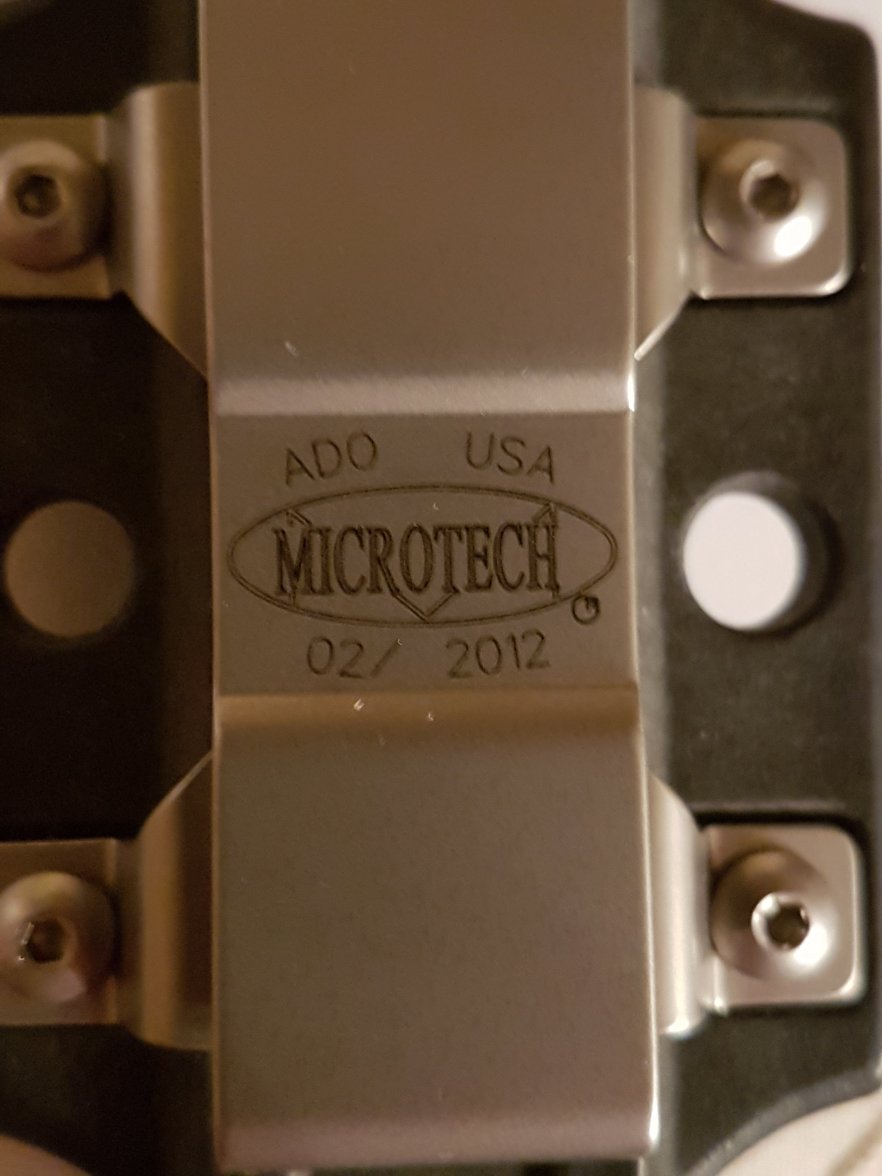 ADO USA
MICROTECH
02/ 2012